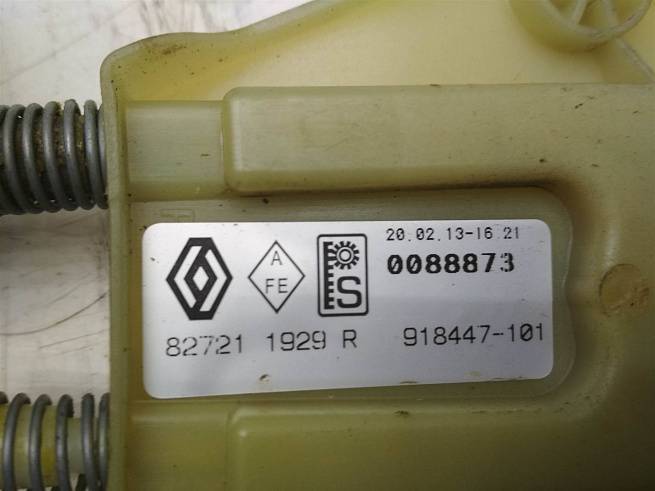 20.02.13-16 21
A
FE
S
0088873
82721 1929 R 918447-101